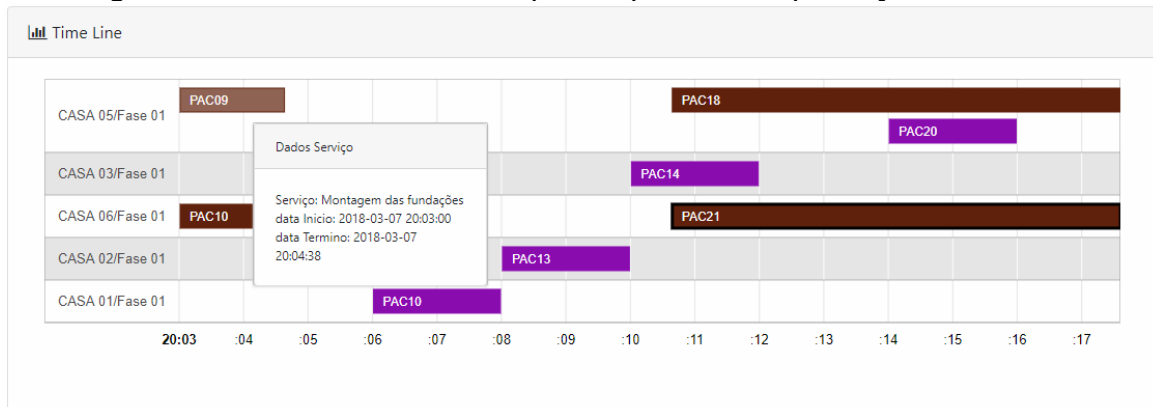 Time Line
CASA 05/Fase 01
PAC09
PAC18
PAC20
Dados Serviço
Serviço: Montagem das fundações
data Inicio: 2018-03-07 20:03:00
data Termino: 2018-03-07
20:04:38
CASA 03/Fase 01
PAC14
CASA 06/Fase 01
PAC10
PAC21
CASA 02/Fase 01
PAC13
CASA 01/Fase 01
PAC10
20:03 :04 :05 :06 :07 :08 :09 :10 :11 :12 :13 :14 :15 :16 :17